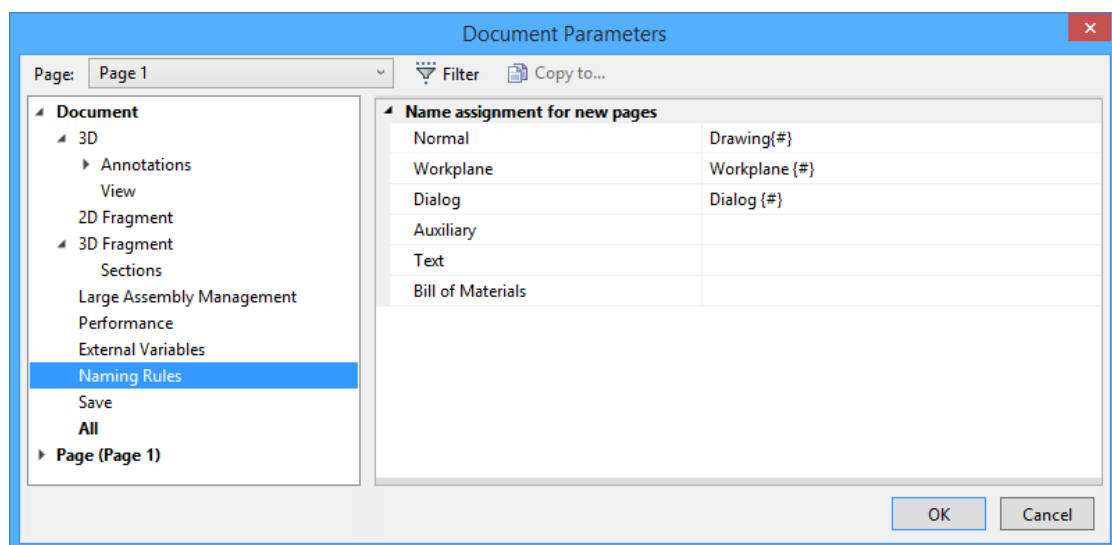 Document Parameters
Page: Page 1 Filter Copy to...
Document
3D
Annotations
View
2D Fragment
3D Fragment
Sections
Large Assembly Management
Performance
External Variables
Naming Rules
Save
All
Page (Page 1)
Name assignment for new pages
Normal Drawing{#}
Workplane Workplane {#}
Dialog Dialog {#}
Auxiliary
Text
Bill of Materials
OK Cancel